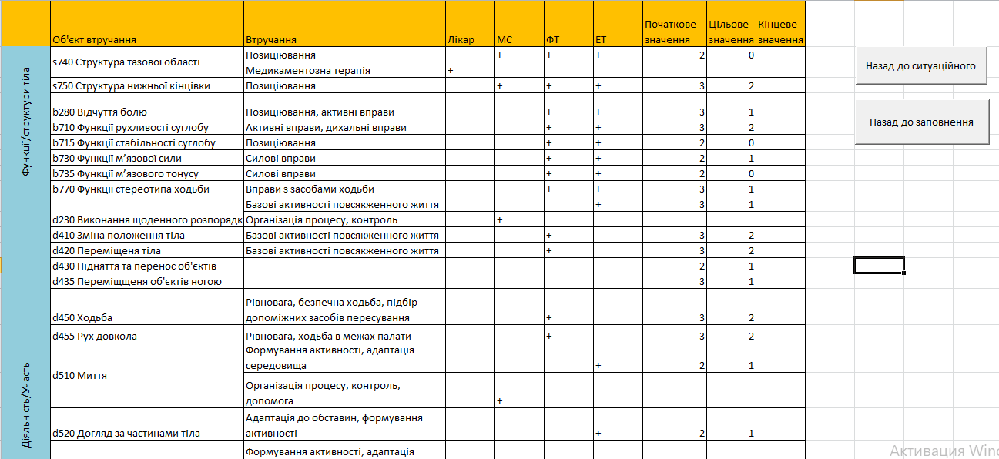 Об'єкт втручання Втручання Лікар МС ФТ ЕТ Початкове значення Цільове значення Кінцеве значення
Функції/структури тіла
s740 Структура тазової області Позиціювання + + + 2 0
Медикаментозна терапія +
s750 Структура нижньої кінцівки Позиціювання + + + 3 2
b280 Відчуття болю Позиціювання, активні вправи + + 3 1
b710 Функції рухливості суглобу Активні вправи, дихальні вправи + + 3 2
b715 Функції стабільності суглобу Позиціювання + + 2 0
b730 Функції м’язової сили Силові вправи + + 2 1
b735 Функції м’язового тонусу Силові вправи + + 2 0
b770 Функції стереотипа ходьби Вправи з засобами ходьби + + 3 1
Діяльність/Участь
Базові активності повсякженного життя + 3 1
d230 Виконання щоденного розпорядк Організація процесу, контроль +
d410 Зміна положення тіла Базові активності повсякженного життя + 3 2
d420 Переміщеня тіла Базові активності повсякженного життя + 3 2
d430 Підняття та перенос об'єктів 2 1
d435 Переміщщеня об'єктів ногою 3 1
d450 Ходьба Рівновага, безпечна ходьба, підбір
допоміжних засобів пересування + 3 2
d455 Рух довкола Рівновага, ходьба в межах палати + 3 2
d510 Миття Формування активності, адаптація
середовища + 2 1
Організація процесу, контроль,
допомога +
d520 Догляд за частинами тіла Адаптація до обставин, формування
активності + 2 1
Формування активності, адаптація
Назад до ситуаційного
Назад до заповнення
Активация Winc